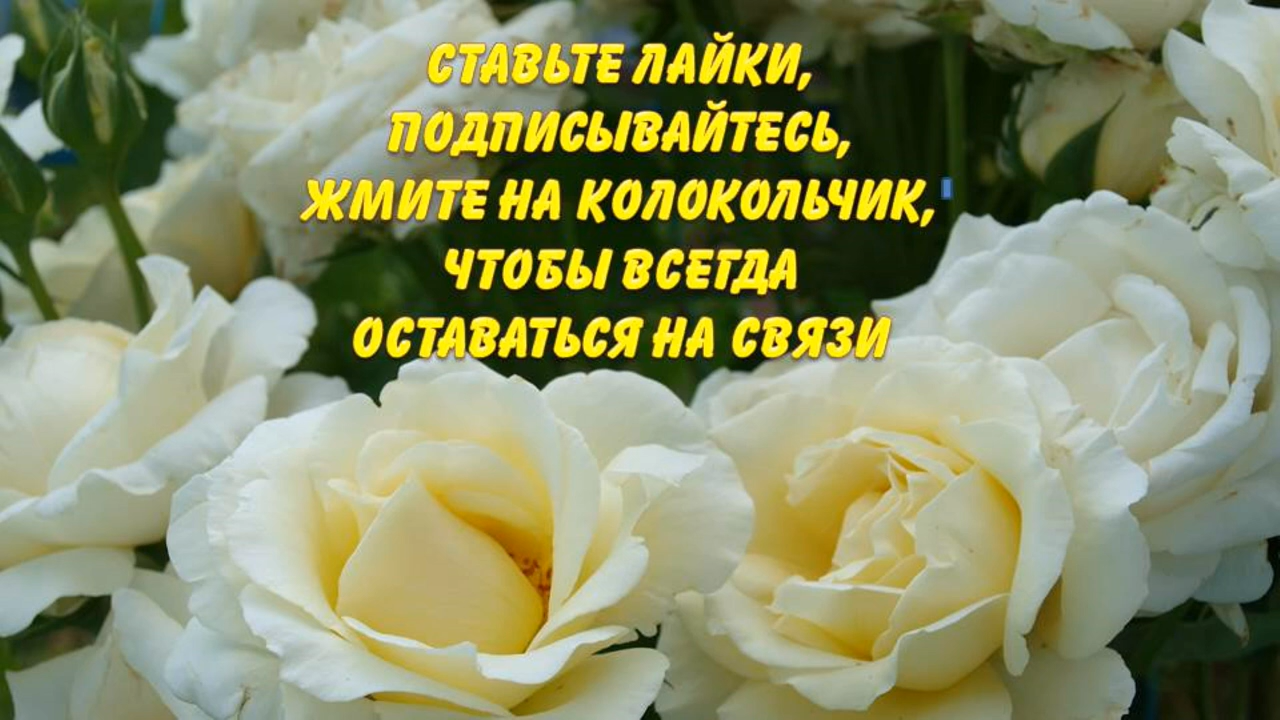 СТАВЬТЕ ЛАЙКИ,
ПОДПИСЫВАЙТЕСЬ,
ЖМИТЕ НА КОЛОКОЛЬЧИК,
ЧТОБЫ ВСЕГДА
ОСТАВАТЬСЯ НА СВЯЗИ